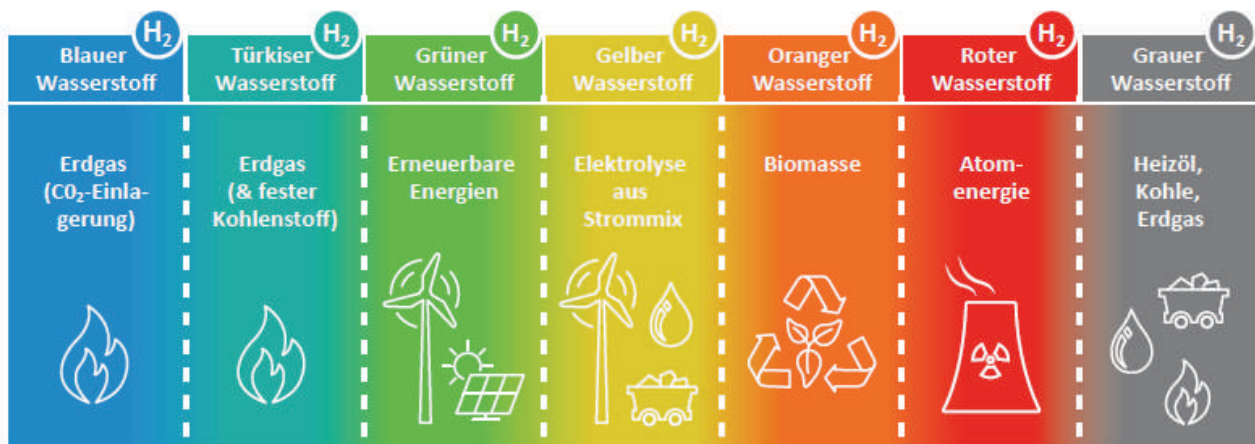 H₂
Blauer
Wasserstoff
Erdgas
(C0₂-Einla-
gerung)
H₂
Türkiser
Wasserstoff
Erdgas
(& fester
Kohlenstoff)
H₂
Grüner
Wasserstoff
Erneuerbare
Energien
H₂
Gelber
Wasserstoff
Elektrolyse
aus
Strommix
H₂
Oranger
Wasserstoff
Biomasse
H₂
Roter
Wasserstoff
Atom-
energie
H₂
Grauer
Wasserstoff
Heizöl,
Kohle,
Erdgas